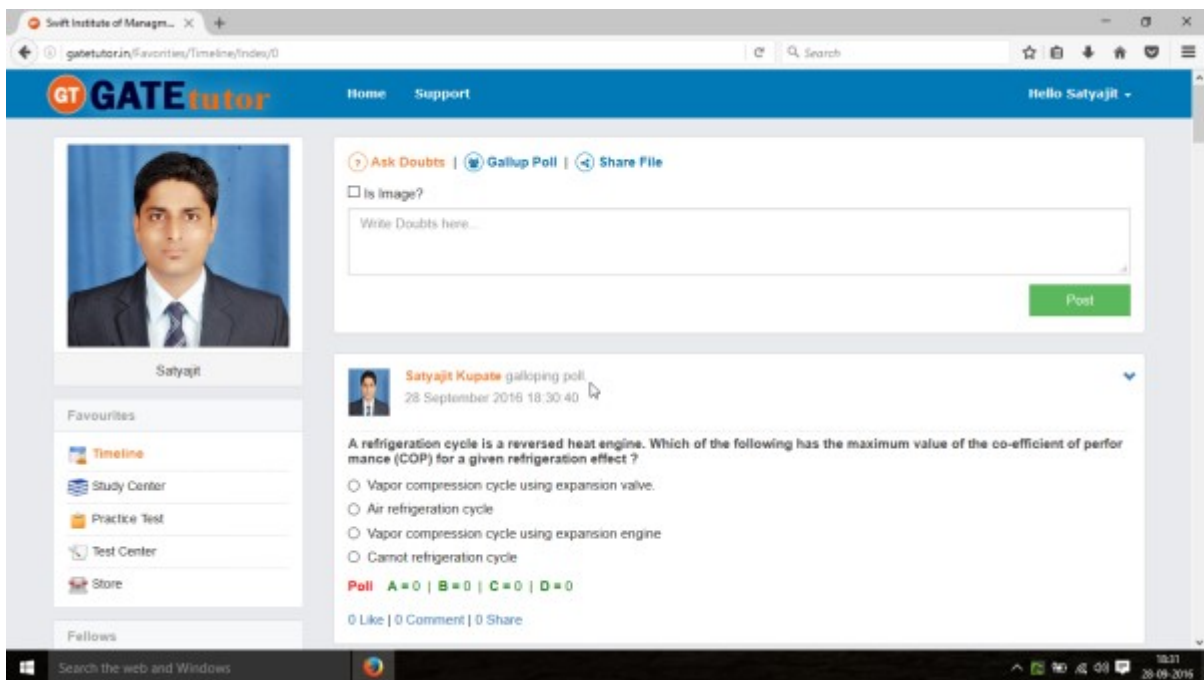 Swift Institute of Managm...
gatetutor.in/Favorities/Timeline/Index/0
Search
GT GATEtutor
Home Support
Hello Satyajit
? Ask Doubts | Gallup Poll | Share File
Is Image?
Write Doubts here...
Post
Satyajit
Favourites
Timeline
Study Center
Practice Test
Test Center
Store
Fellows
Satyajit Kupate galloping poll.
28 September 2016 18:30:40
A refrigeration cycle is a reversed heat engine. Which of the following has the maximum value of the co-efficient of perfor
mance (COP) for a given refrigeration effect ?
Vapor compression cycle using expansion valve.
Air refrigeration cycle
Vapor compression cycle using expansion engine
Carnot refrigeration cycle
Poll A = 0 | B = 0 | C = 0 | D = 0
0 Like | 0 Comment | 0 Share
Search the web and Windows
18:31
28-09-2016